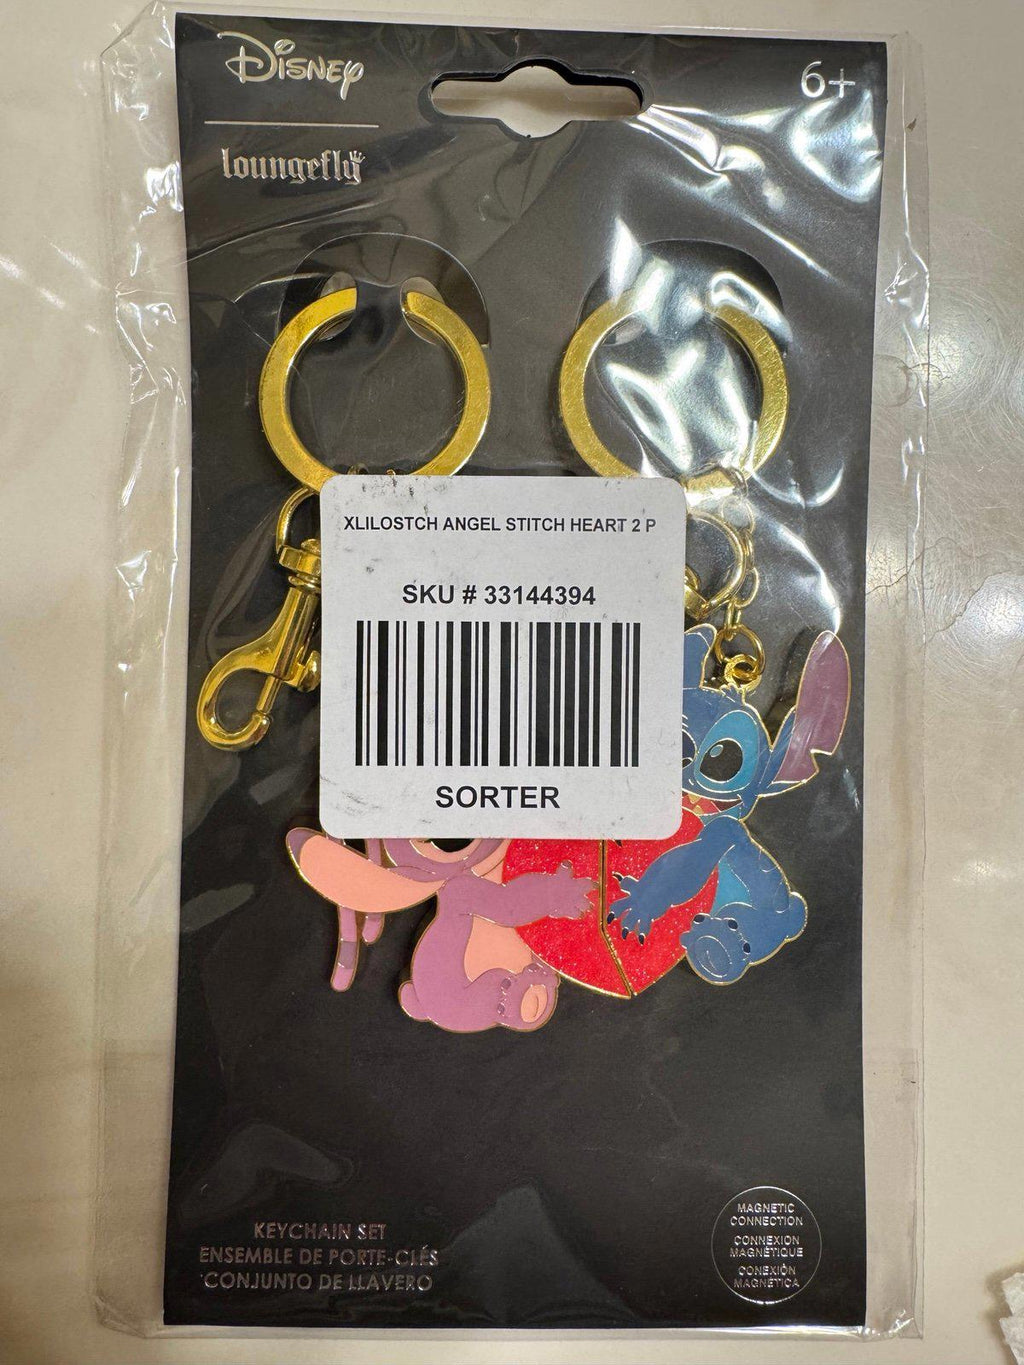 Disney
6+
loungefly
XLILOSTCH ANGEL STITCH HEART 2 P
SKU # 33144394
SORTER
KEYCHAIN SET
ENSEMBLE DE PORTE-CLÉS
CONJUNTO DE LLAVERO
MAGNETIC
CONNECTION
CONNEXION
MAGNÉTIQUE
CONEXIÓN
MAGNÉTICA